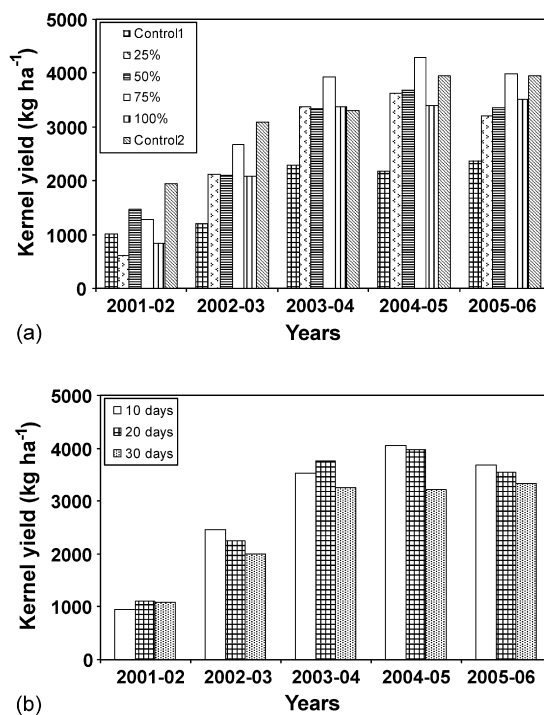 5000
4000
3000
2000
1000
0
Kernel yield (kg ha⁻¹)
Control1
25%
50%
75%
100%
Control2
2001-02 2002-03 2003-04 2004-05 2005-06
Years
(a)
5000
4000
3000
2000
1000
0
Kernel yield (kg ha⁻¹)
10 days
20 days
30 days
2001-02 2002-03 2003-04 2004-05 2005-06
Years
(b)